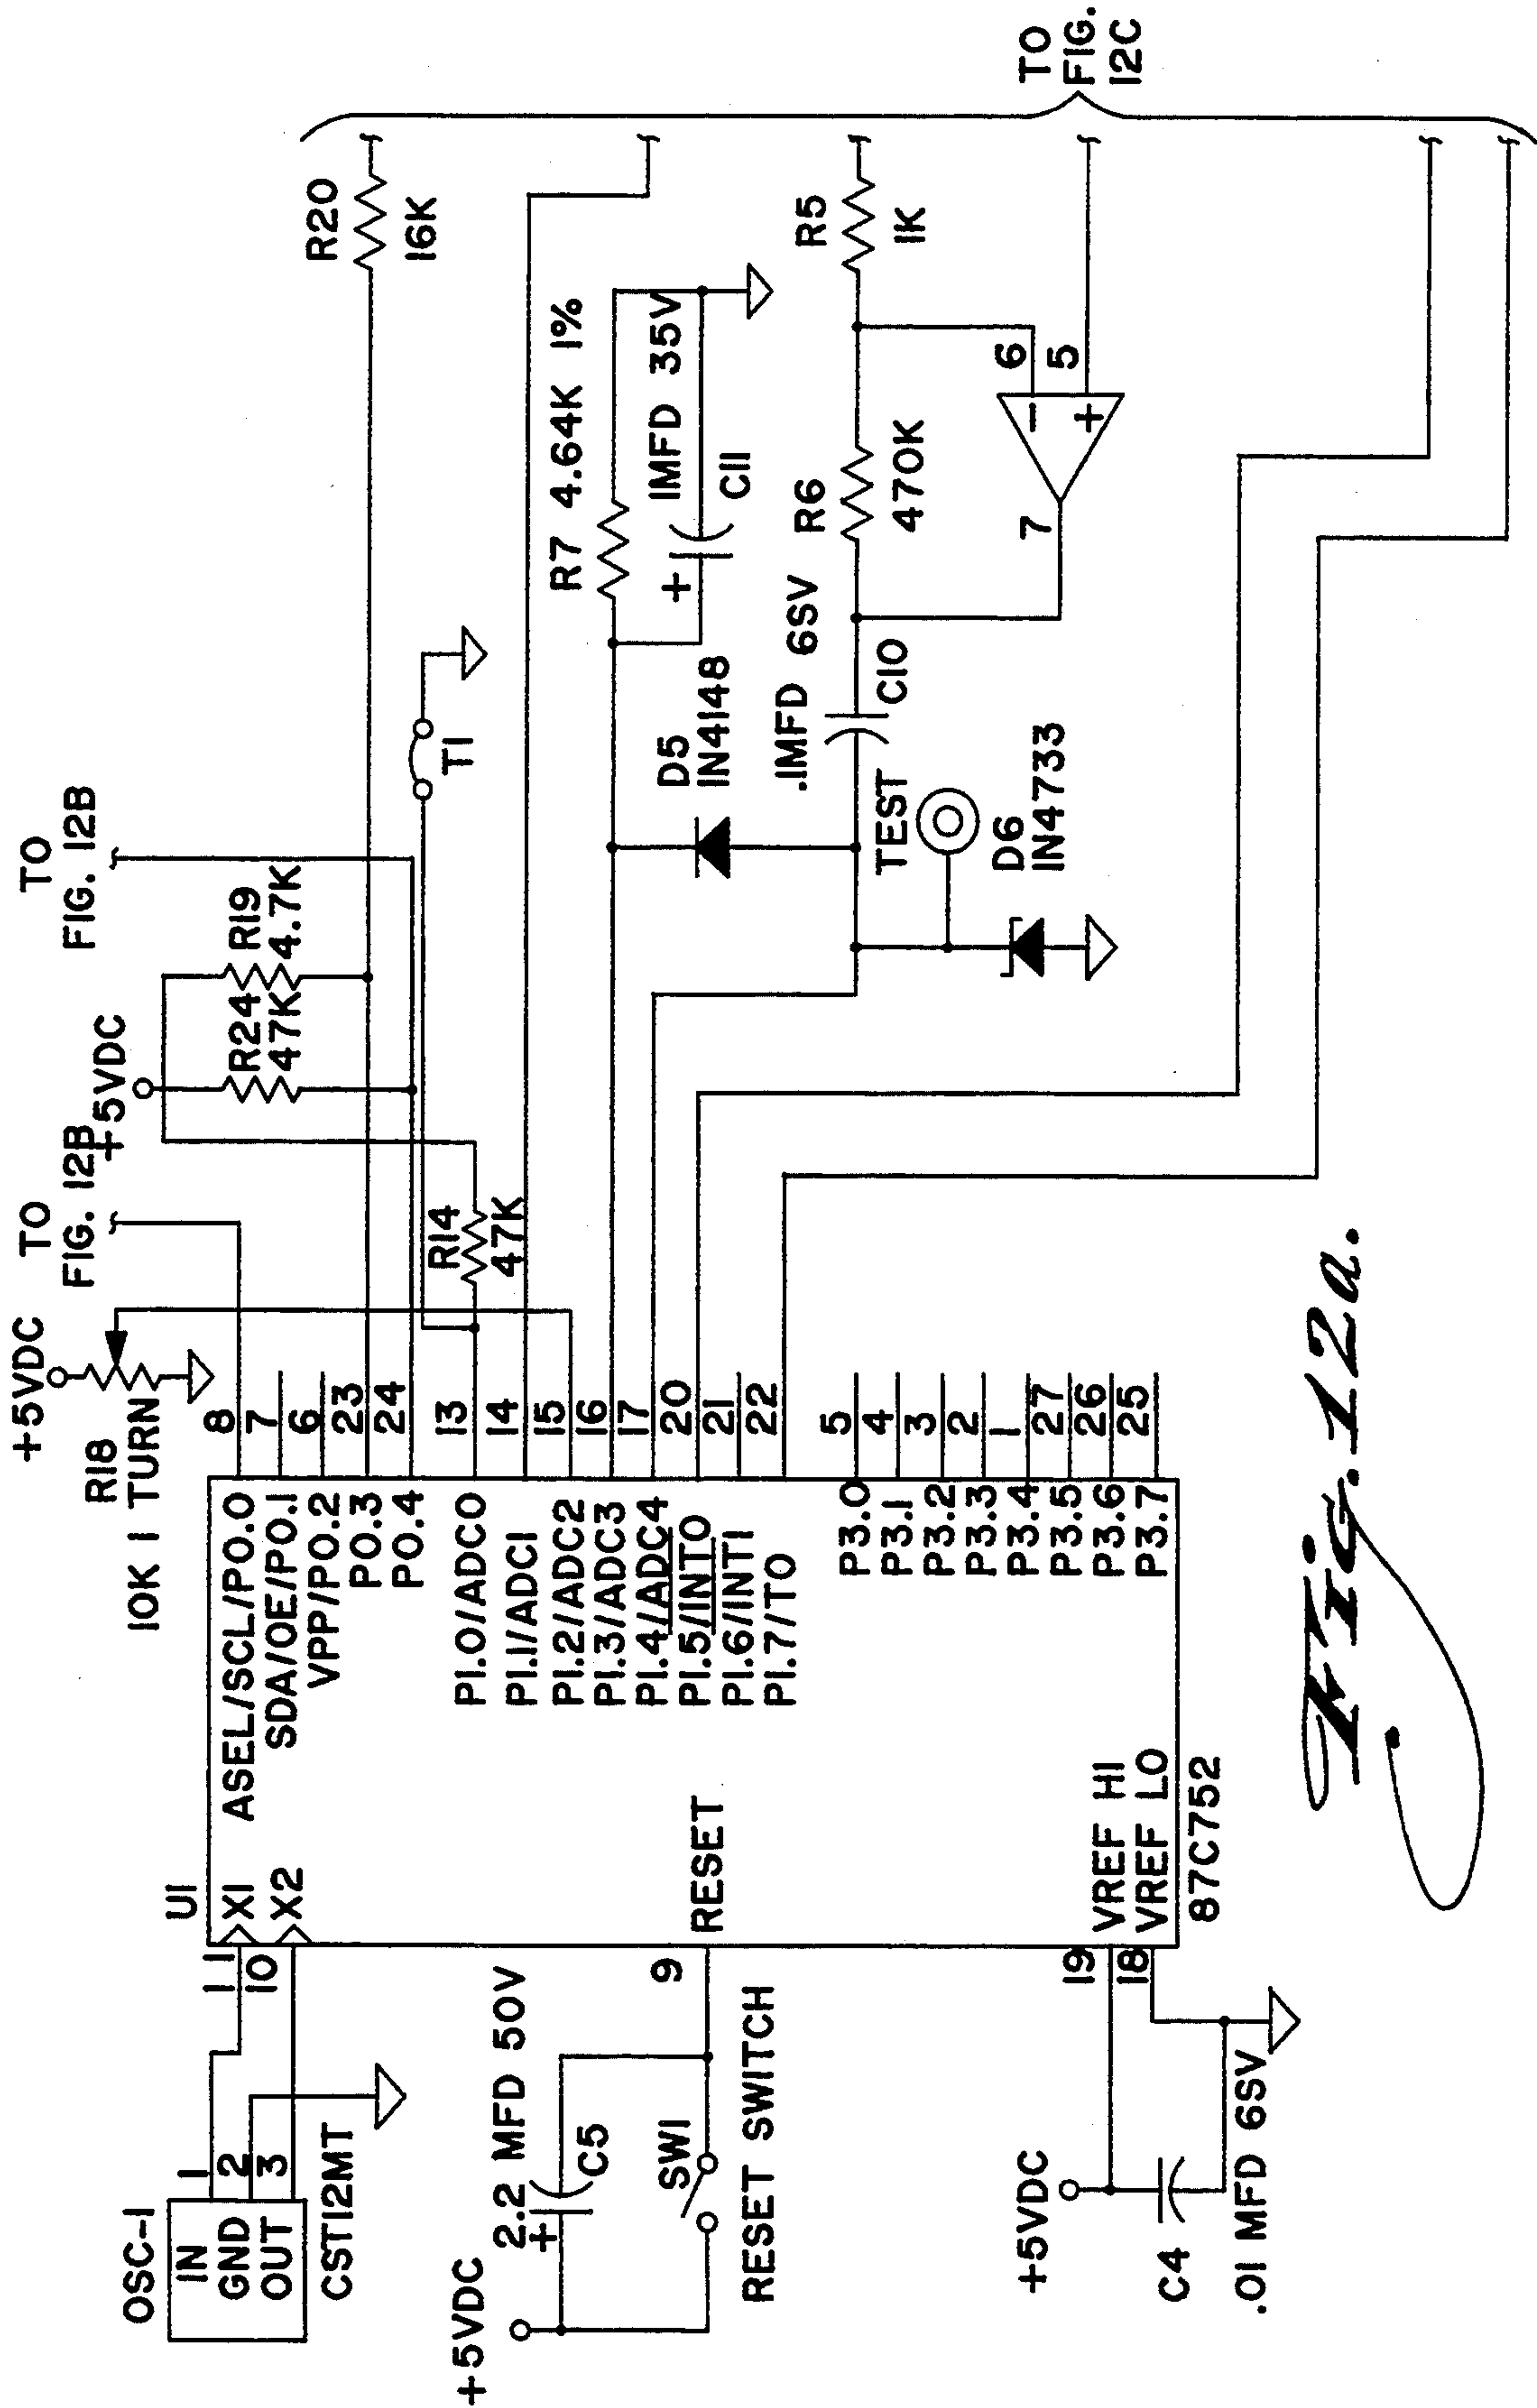 +5VDC
R18
10K 1 TURN
TO
FIG. 12B
+5VDC
R24
47K
R19
4.7K
TO
FIG. 12B
R20
16K
TO
FIG.
12C
OSC-1
IN
GND
OUT
1
2
3
CST12MT
11
10
U1
X1
X2
ASEL/SCL/P0.0
SDA/OE/P0.1
VPP/P0.2
P0.3
P0.4
8
7
6
23
24
R14
47K
T1
P1.0/ADC0
P1.1/ADC1
P1.2/ADC2
P1.3/ADC3
P1.4/ADC4
P1.5/INT0
P1.6/INT1
P1.7/T0
13
14
15
16
17
20
21
22
R7 4.64K 1%
+
1MFD 35V
C11
D5
1N4148
.1MFD 6SV
C10
R6
470K
R5
1K
TEST
D6
1N4733
7
6
5
-
+
+5VDC
2.2 MFD 50V
+
C5
SW1
RESET SWITCH
9
RESET
P3.0
P3.1
P3.2
P3.3
P3.4
P3.5
P3.6
P3.7
5
4
3
2
1
27
26
25
+5VDC
C4
.01 MFD 6SV
19
18
VREF HI
VREF LO
87C752
Fig. 12a.